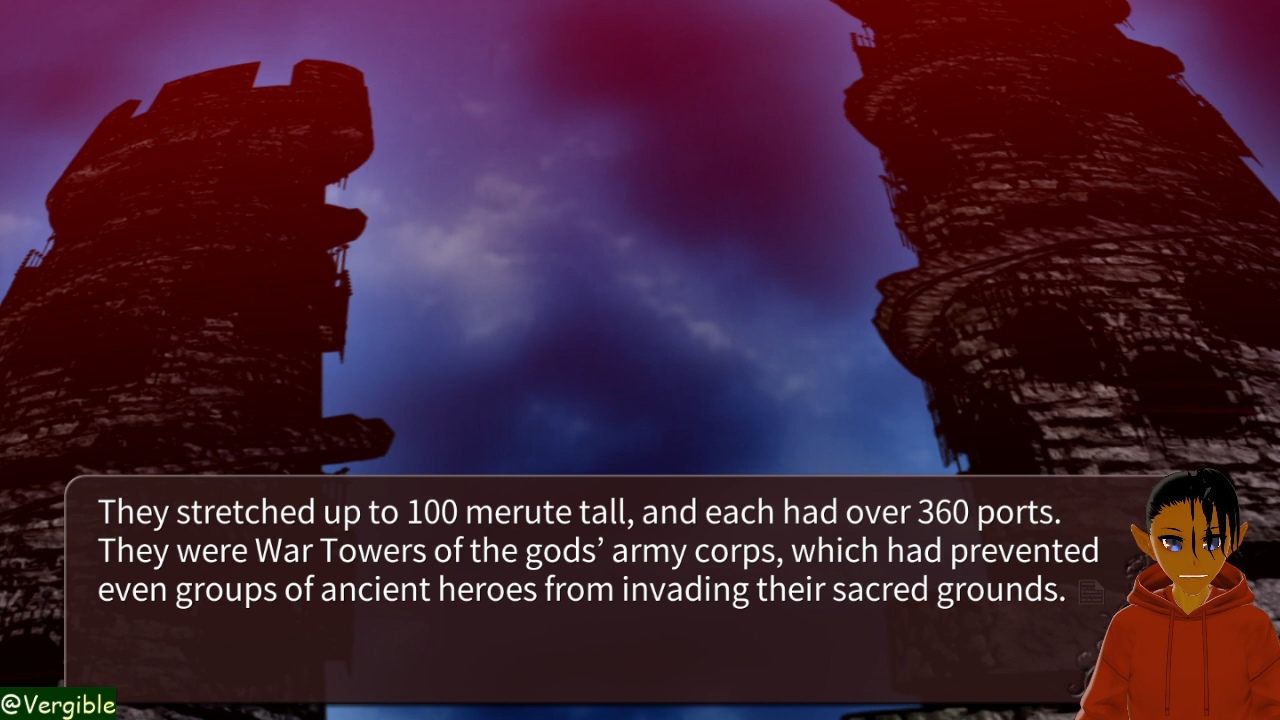 They stretched up to 100 merute tall, and each had over 360 ports.
They were War Towers of the gods’ army corps, which had prevented
even groups of ancient heroes from invading their sacred grounds.
@Vergible